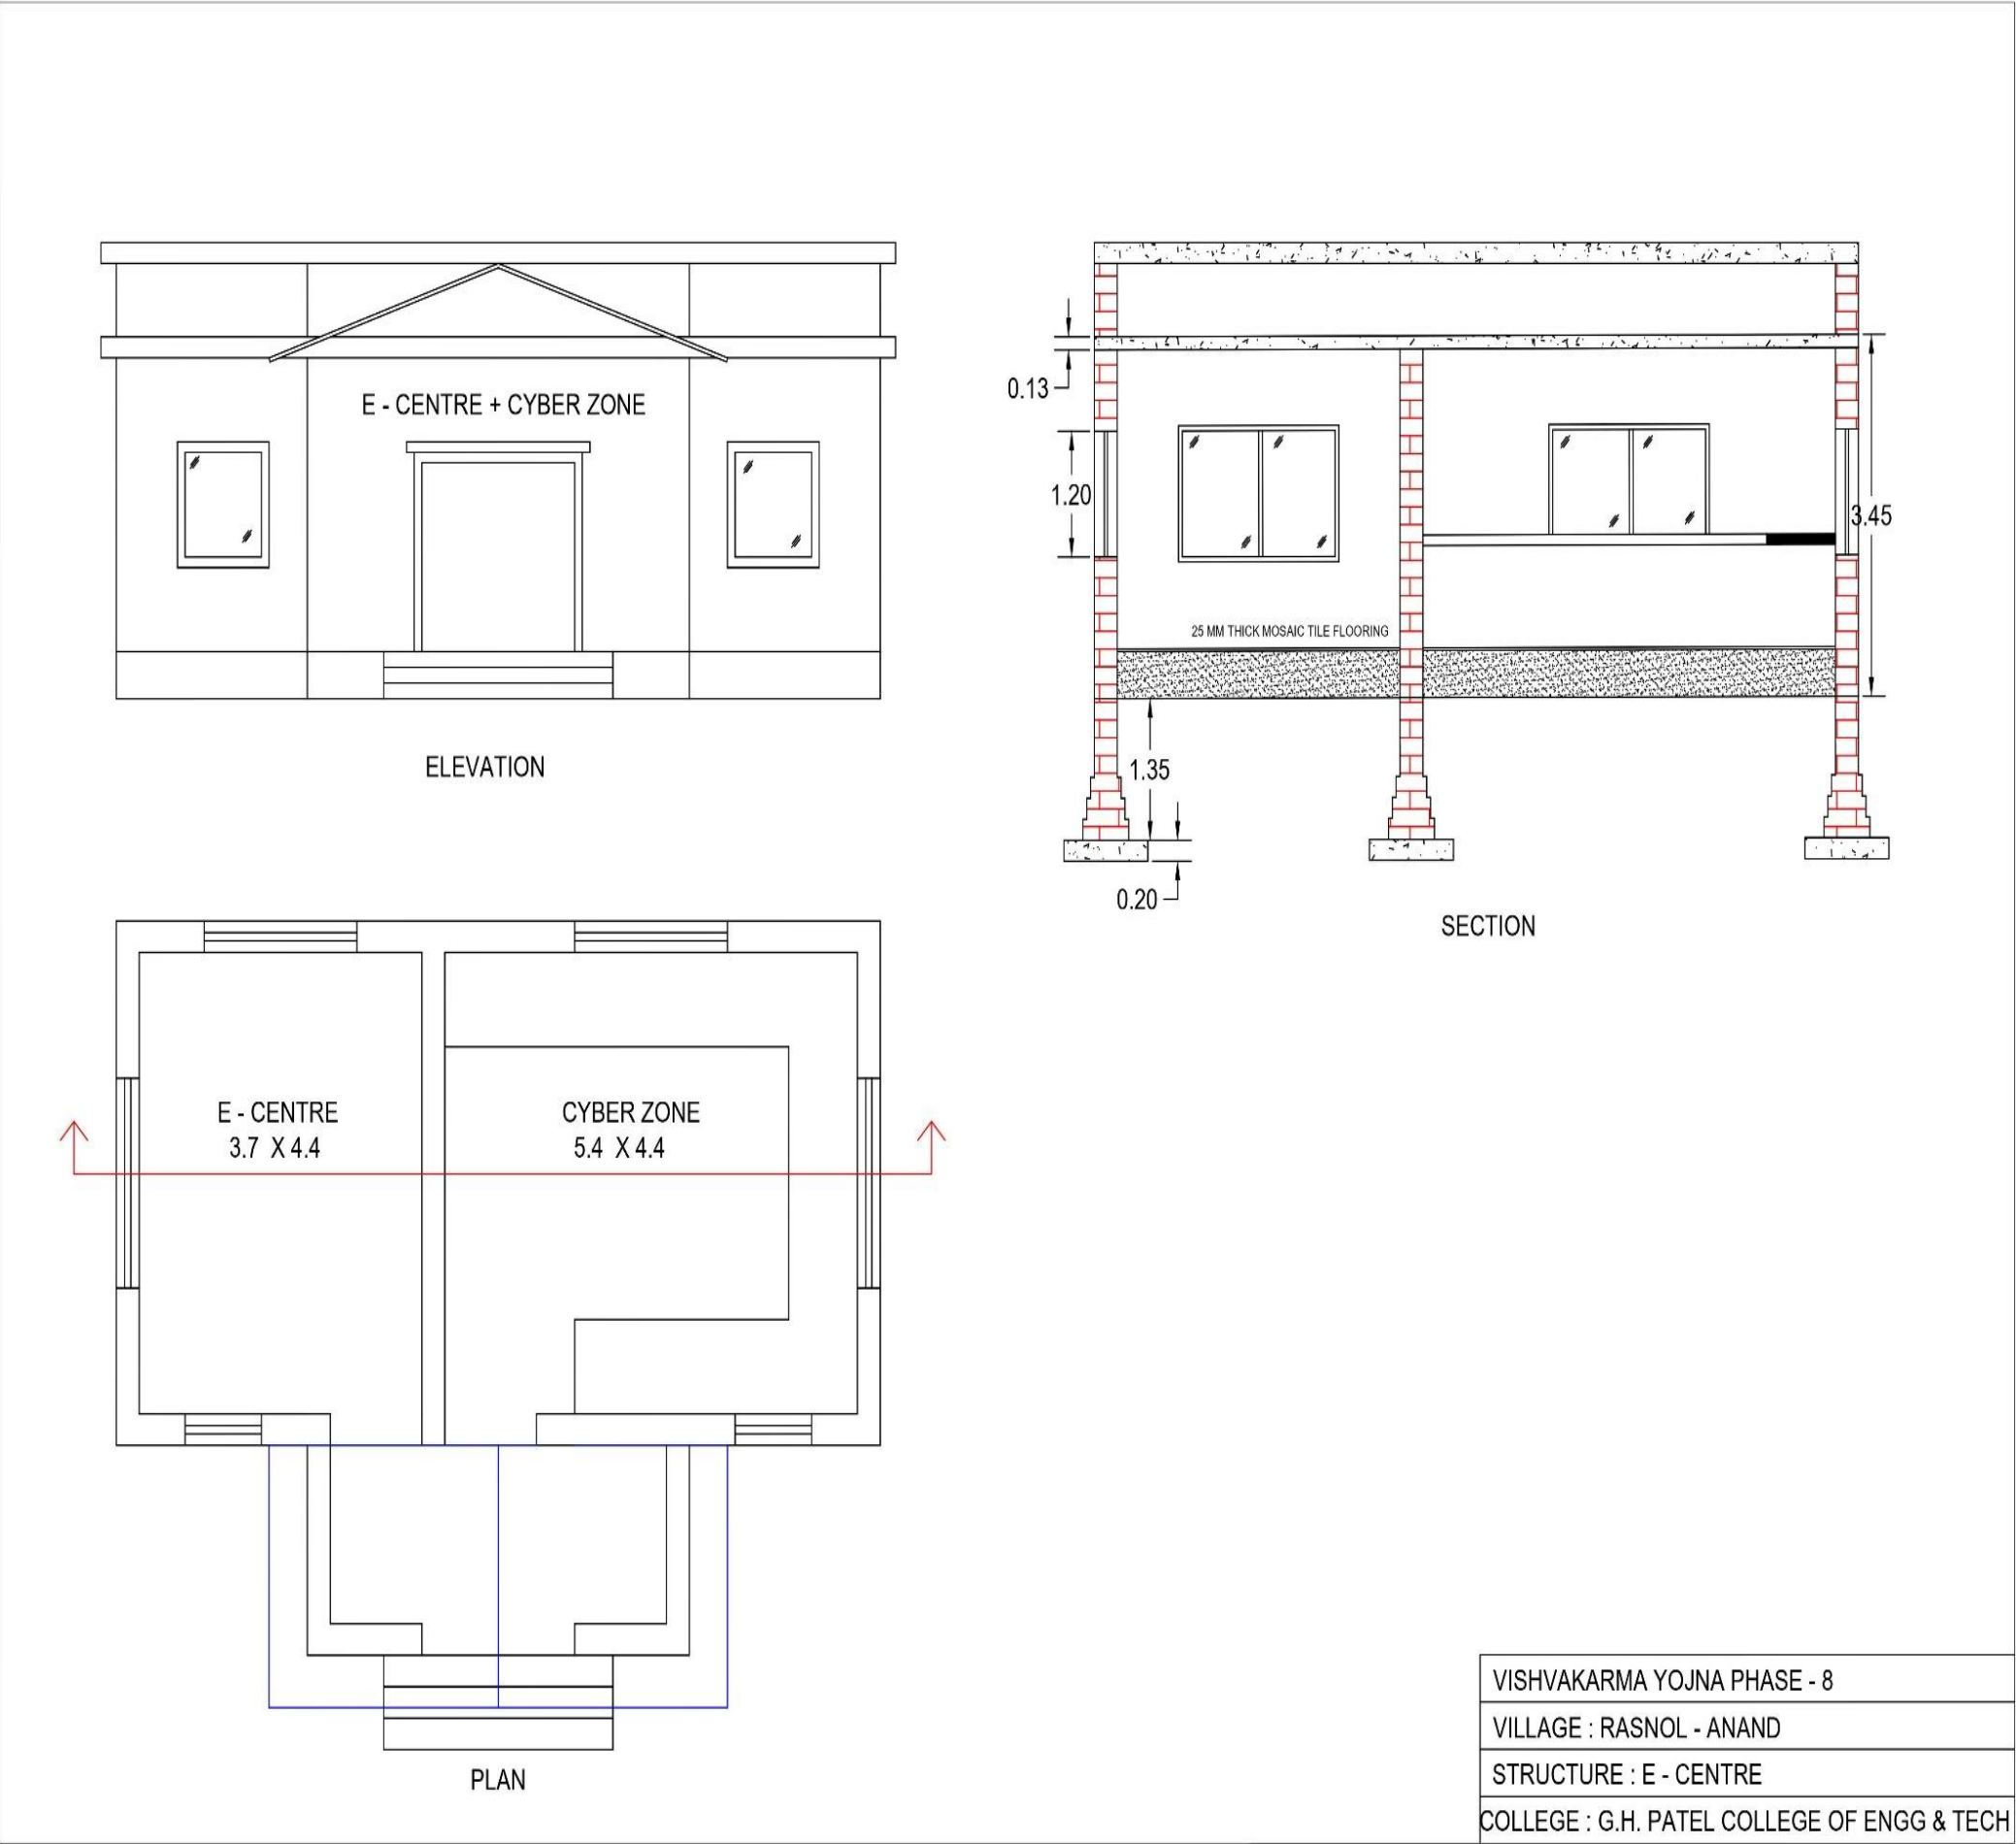 E - CENTRE + CYBER ZONE
ELEVATION
0.13
1.20
3.45
25 MM THICK MOSAIC TILE FLOORING
1.35
0.20
SECTION
E - CENTRE
3.7 X 4.4
CYBER ZONE
5.4 X 4.4
PLAN
VISHVAKARMA YOJNA PHASE - 8
VILLAGE : RASNOL - ANAND
STRUCTURE : E - CENTRE
COLLEGE : G.H. PATEL COLLEGE OF ENGG & TECH